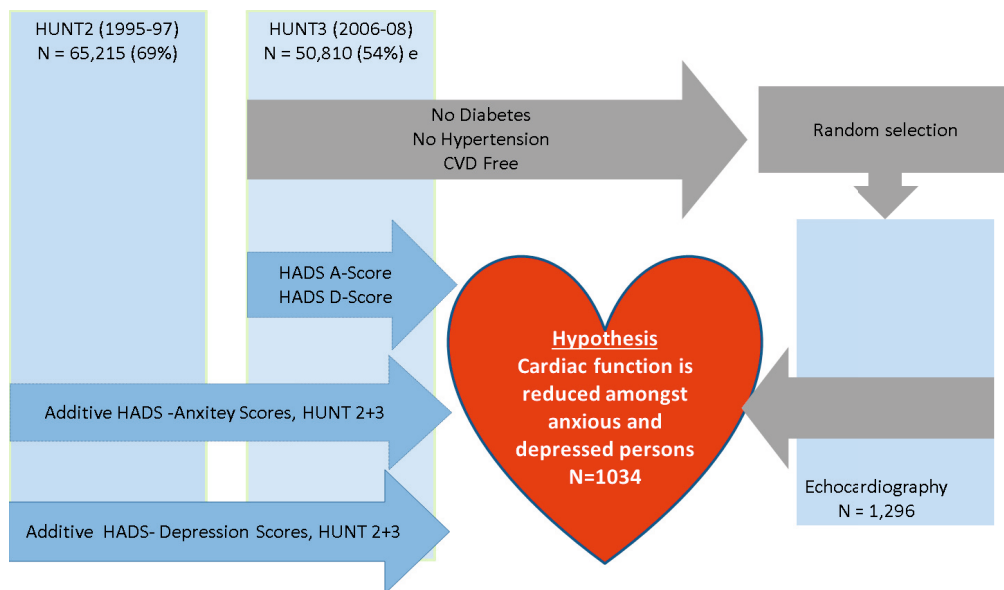 HUNT2 (1995-97)
N = 65,215 (69%)
HUNT3 (2006-08)
N = 50,810 (54%) e
No Diabetes
No Hypertension
CVD Free
Random selection
HADS A-Score
HADS D-Score
Hypothesis
Cardiac function is
reduced amongst
anxious and
depressed persons
N=1034
Additive HADS -Anxitey Scores, HUNT 2+3
Echocardiography
N = 1,296
Additive HADS- Depression Scores, HUNT 2+3